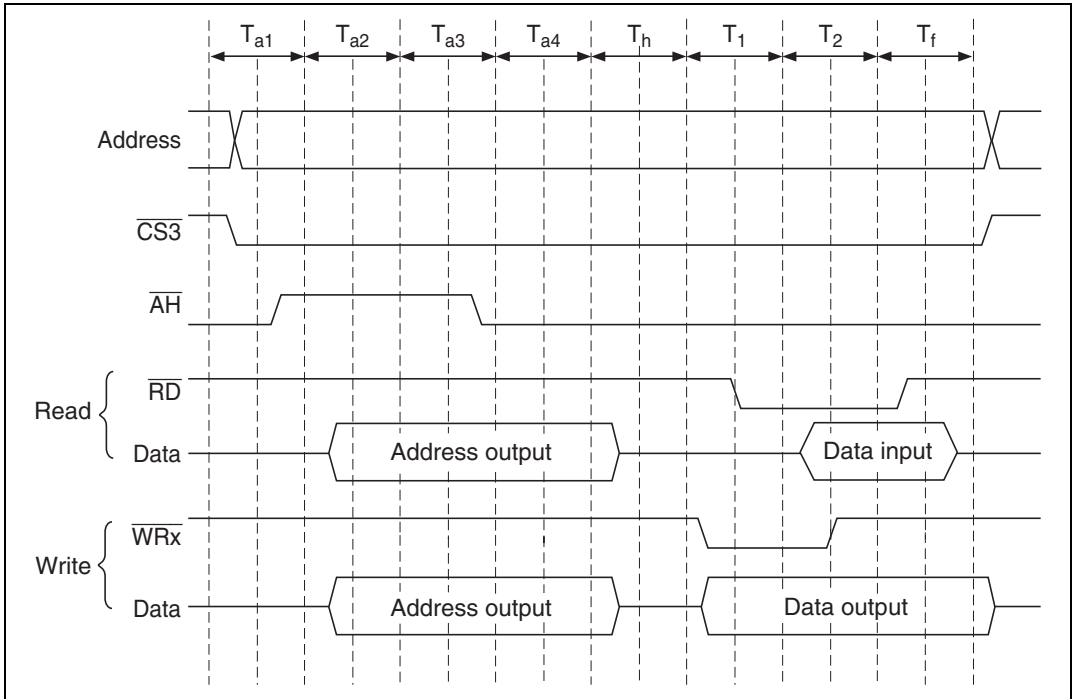 Ta1 Ta2 Ta3 Ta4 Th T1 T2 Tf
Address
CS3
AH
Read
RD
Data Address output Data input
Write
WRx
Data Address output Data output